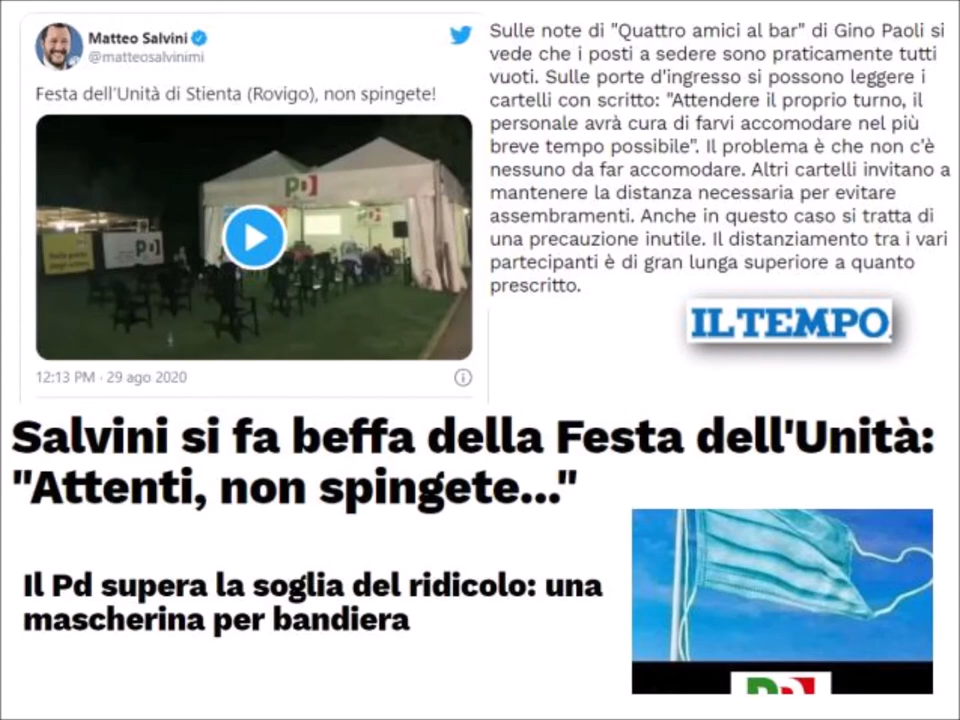 Matteo Salvini
@matteosalvinimi
Festa dell'Unità di Stienta (Rovigo), non spingete!
PD
PD
12:13 PM · 29 ago 2020
Sulle note di "Quattro amici al bar" di Gino Paoli si
vede che i posti a sedere sono praticamente tutti
vuoti. Sulle porte d'ingresso si possono leggere i
cartelli con scritto: "Attendere il proprio turno, il
personale avrà cura di farvi accomodare nel più
breve tempo possibile". Il problema è che non c'è
nessuno da far accomodare. Altri cartelli invitano a
mantenere la distanza necessaria per evitare
assembramenti. Anche in questo caso si tratta di
una precauzione inutile. Il distanziamento tra i vari
partecipanti è di gran lunga superiore a quanto
prescritto.
IL TEMPO
Salvini si fa beffa della Festa dell'Unità:
"Attenti, non spingete..."
Il Pd supera la soglia del ridicolo: una
mascherina per bandiera
PD